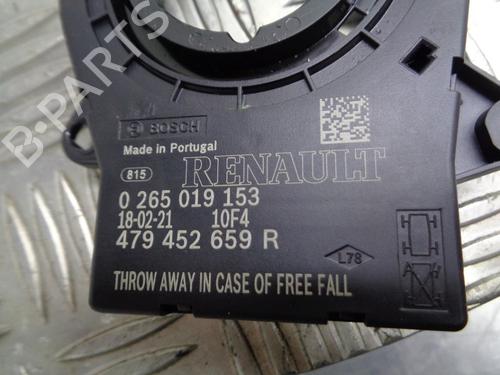 B-PARTS
BOSCH
Made in Portugal
815
RENAULT
0 265 019 153
18-02-21 10F4
479 452 659 R
L78
THROW AWAY IN CASE OF FREE FALL